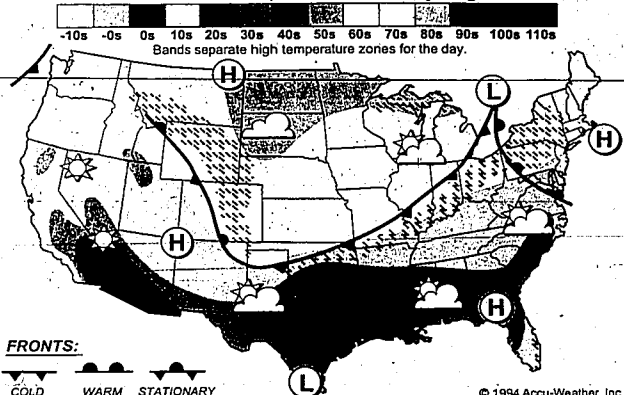 -10s -0s 0s 10s 20s 30s 40s 50s 60s 70s 80s 90s 100s 110s
Bands separate high temperature zones for the day.
H
L
H
H
H
L
FRONTS:
COLD WARM STATIONARY
© 1994 Accu-Weather, Inc.